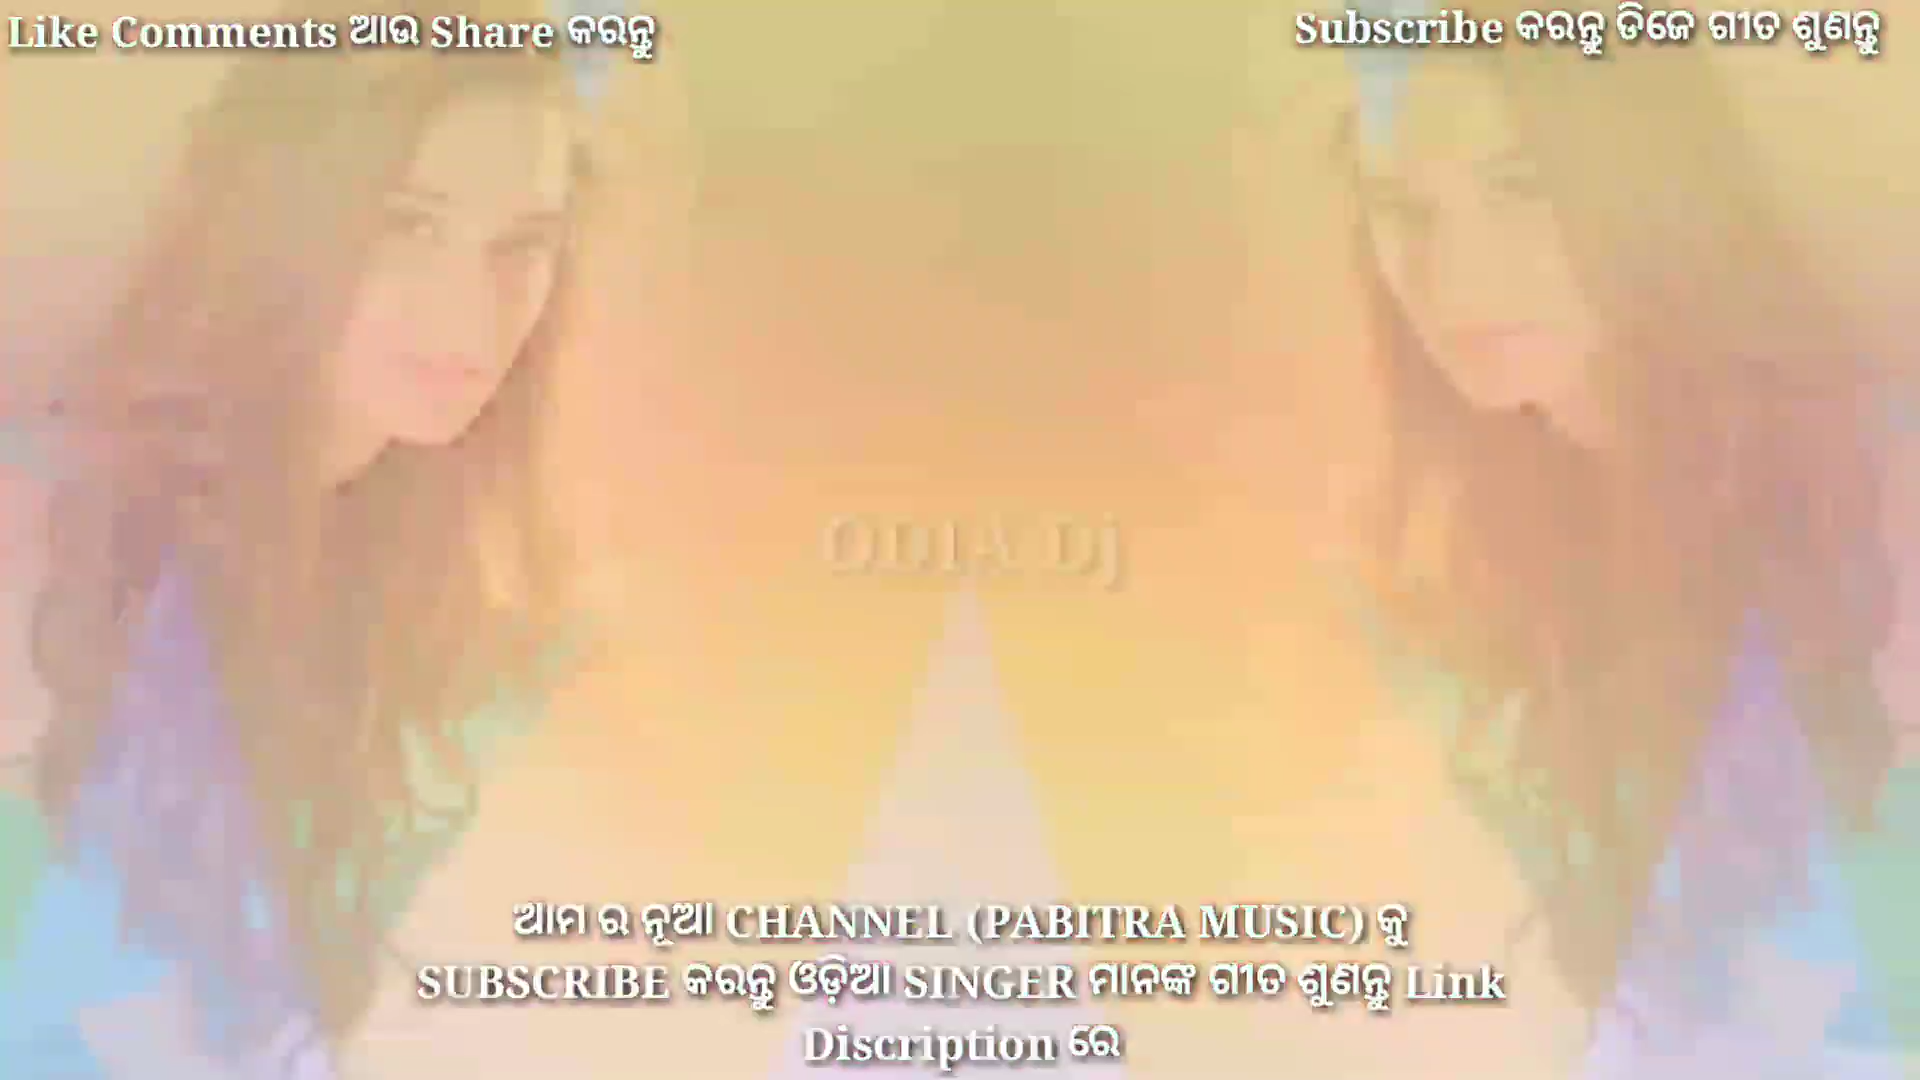 Like Comments ଆଉ Share କରନ୍ତୁ
Subscribe କରନ୍ତୁ ଡିଜେ ଗୀତ ଶୁଣନ୍ତୁ
ODIA Dj
ଆମ ର ନୂଆ CHANNEL (PABITRA MUSIC) କୁ
SUBSCRIBE କରନ୍ତୁ ଓଡ଼ିଆ SINGER ମାନଙ୍କ ଗୀତ ଶୁଣନ୍ତୁ Link
Discription ରେ